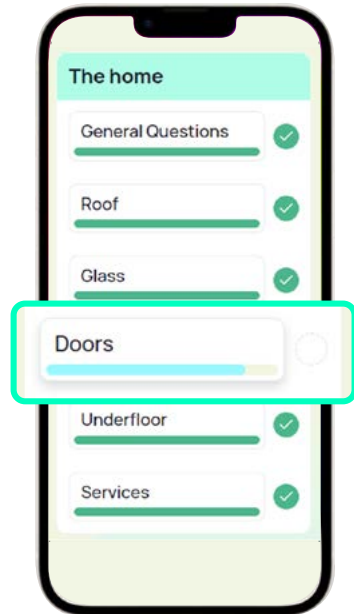 The home
General Questions
Roof
Glass
Doors
Underfloor
Services